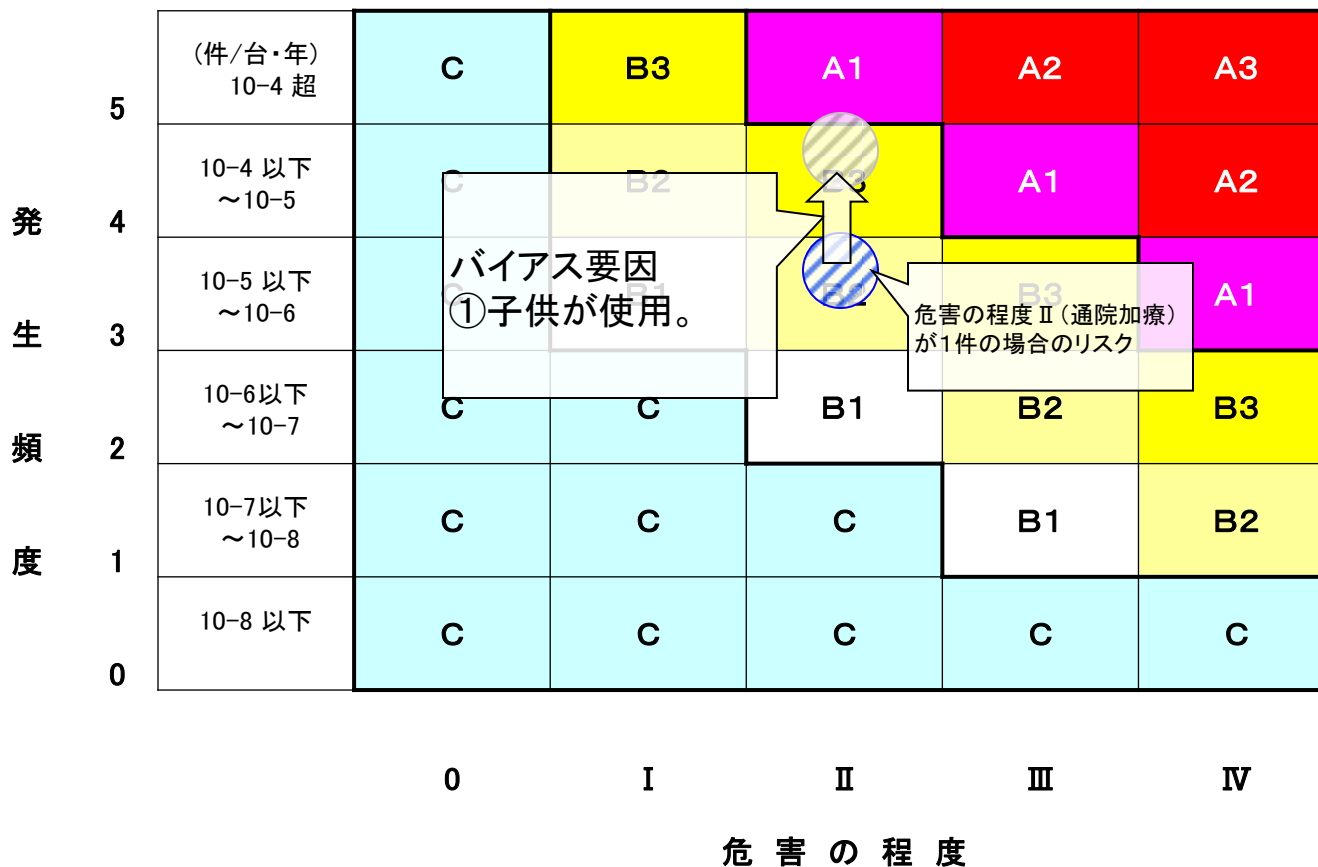 (件/台・年)
10-4 超
5
C
B3
A1
A2
A3
10-4 以下
～10-5
4
C
B2
B3
A1
A2
10-5 以下
～10-6
3
C
B1
B2
B3
A1
10-6以下
～10-7
2
C
C
B1
B2
B3
10-7以下
～10-8
1
C
C
C
B1
B2
10-8 以下
0
C
C
C
C
C
バイアス要因
①子供が使用。
危害の程度Ⅱ(通院加療)
が1件の場合のリスク
発生頻度
0
Ⅰ
Ⅱ
Ⅲ
Ⅳ
危害の程度